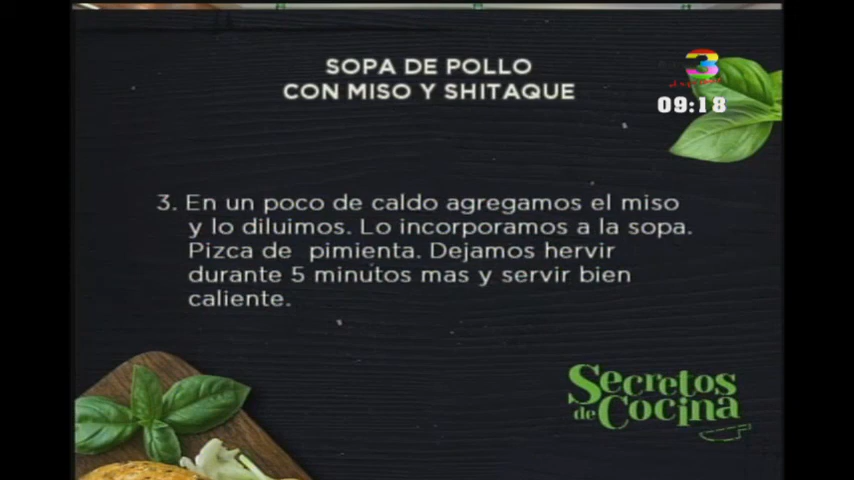 SOPA DE POLLO
CON MISO Y SHITAQUE
3
09:18
3. En un poco de caldo agregamos el miso
y lo diluimos. Lo incorporamos a la sopa.
Pizca de pimienta. Dejamos hervir
durante 5 minutos mas y servir bien
caliente.
Secretos
de Cocina